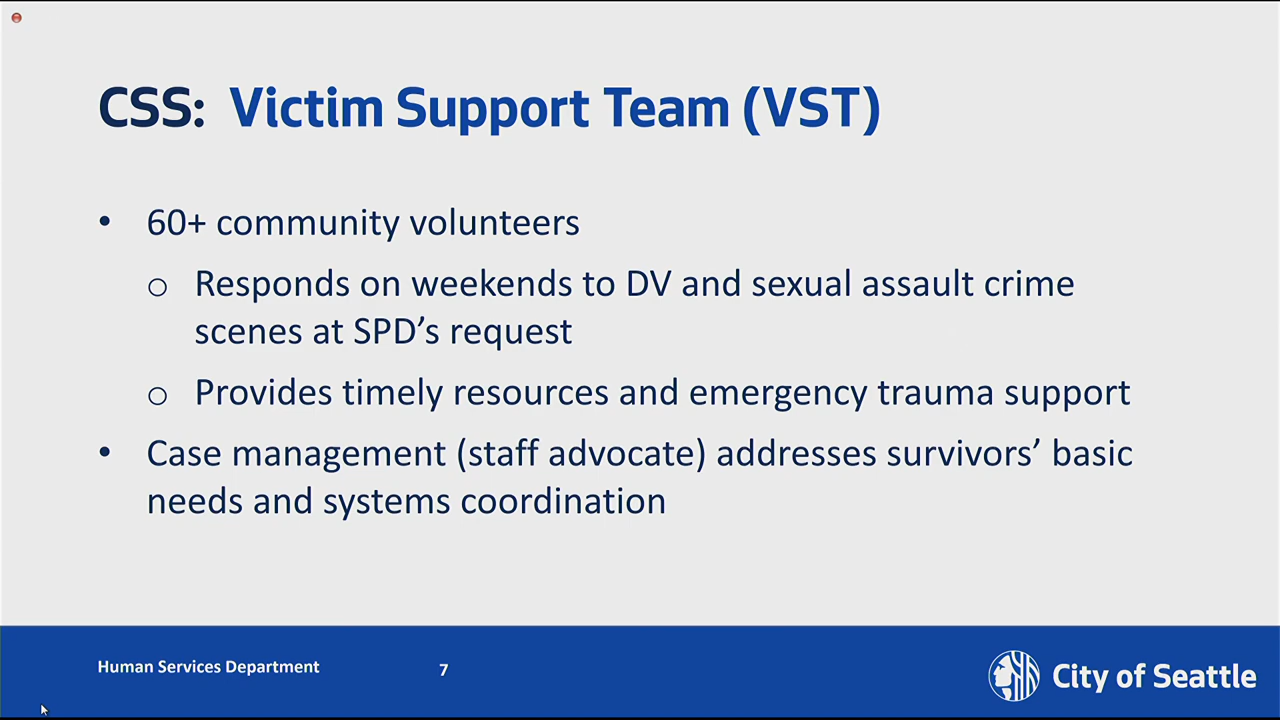 CSS: Victim Support Team (VST)
• 60+ community volunteers
o Responds on weekends to DV and sexual assault crime
scenes at SPD’s request
o Provides timely resources and emergency trauma support
• Case management (staff advocate) addresses survivors’ basic
needs and systems coordination
Human Services Department
7
City of Seattle